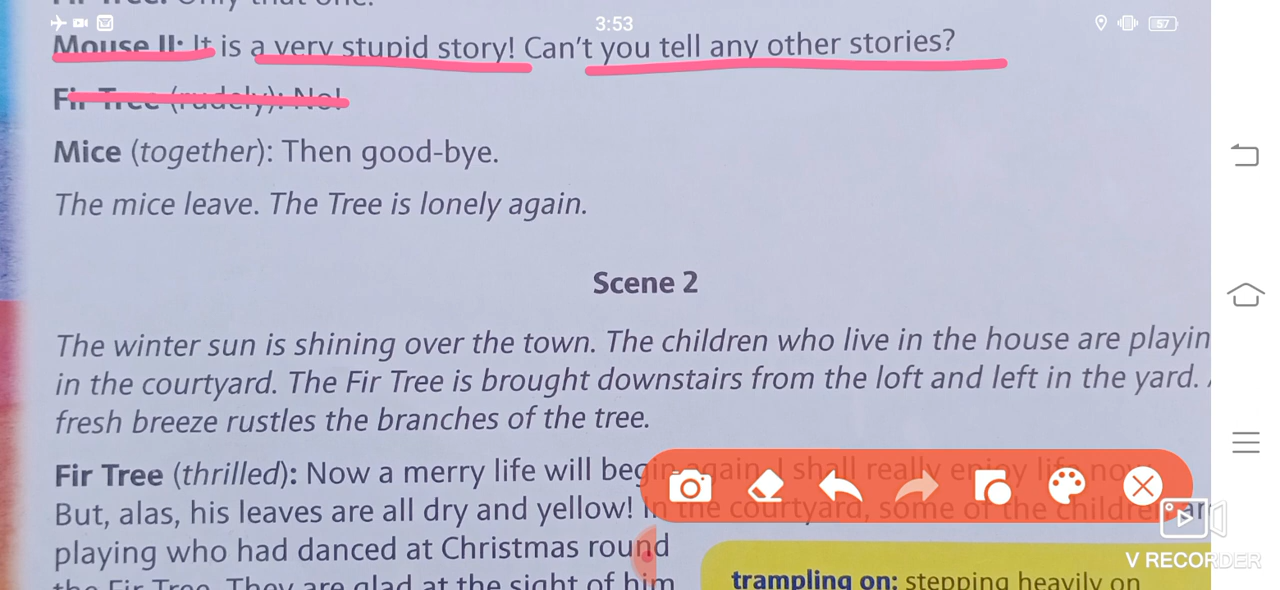 3:53
57
Mouse II: It is a very stupid story! Can't you tell any other stories?
Fir Tree (rudely): No!
Mice (together): Then good-bye.
The mice leave. The Tree is lonely again.
Scene 2
The winter sun is shining over the town. The children who live in the house are playin
in the courtyard. The Fir Tree is brought downstairs from the loft and left in the yard.
fresh breeze rustles the branches of the tree.
Fir Tree (thrilled): Now a merry life will begin again. I shall really enjoy life now
But, alas, his leaves are all dry and yellow! In the courtyard, some of the children ar
playing who had danced at Christmas round
the Fir Tree. They are glad at the sight of him
trampling on: stepping heavily on
V RECORDER